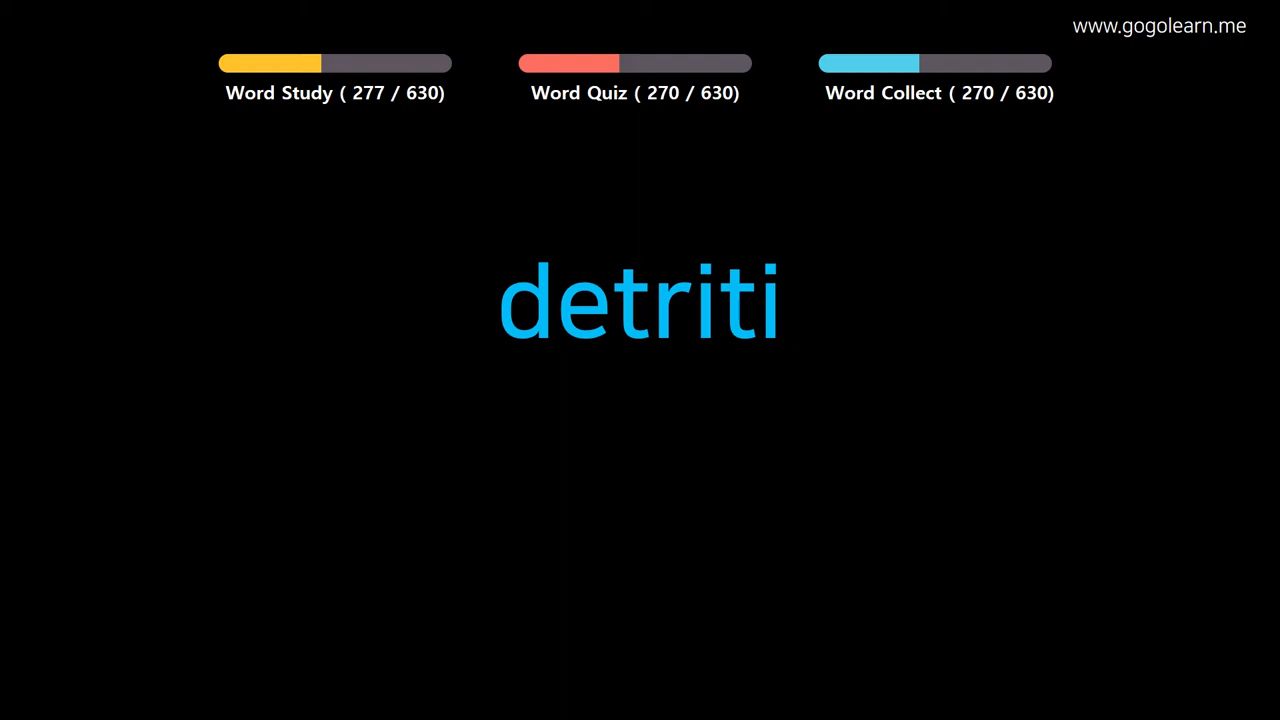 www.gogolearn.me
Word Study ( 277 / 630)
Word Quiz ( 270 / 630)
Word Collect ( 270 / 630)
detriti